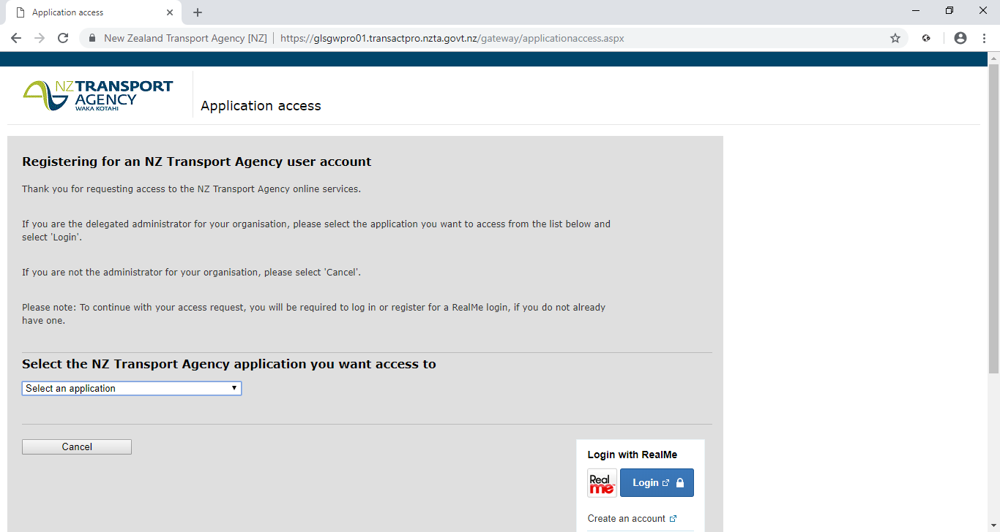 Application access
New Zealand Transport Agency [NZ] https://glsgwpro01.transactpro.nzta.govt.nz/gateway/applicationaccess.aspx
NZ TRANSPORT
AGENCY
WAKA KOTAHI
Application access
Registering for an NZ Transport Agency user account
Thank you for requesting access to the NZ Transport Agency online services.
If you are the delegated administrator for your organisation, please select the application you want to access from the list below and
select 'Login'.
If you are not the administrator for your organisation, please select 'Cancel'.
Please note: To continue with your access request, you will be required to log in or register for a RealMe login, if you do not already
have one.
Select the NZ Transport Agency application you want access to
Select an application
Cancel
Login with RealMe
Real
me
Login
Create an account